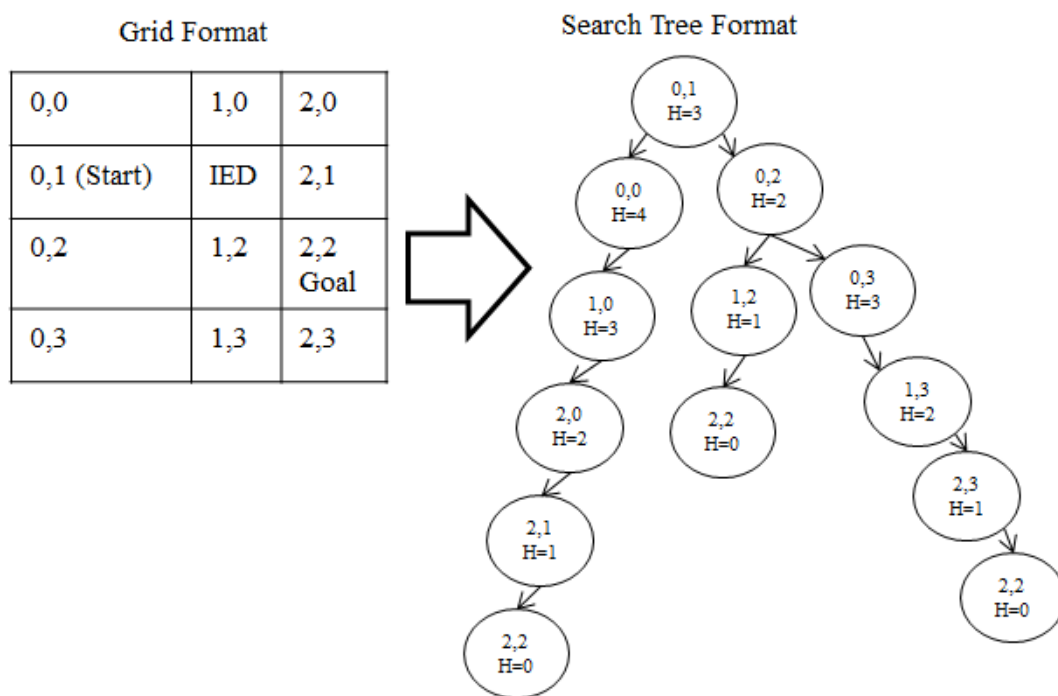 Grid Format
0,0 1,0 2,0
0,1 (Start) IED 2,1
0,2 1,2 2,2
Goal
0,3 1,3 2,3
Search Tree Format
0,1
H=3
0,0
H=4
0,2
H=2
1,0
H=3
1,2
H=1
0,3
H=3
2,0
H=2
2,2
H=0
1,3
H=2
2,1
H=1
2,3
H=1
2,2
H=0
2,2
H=0